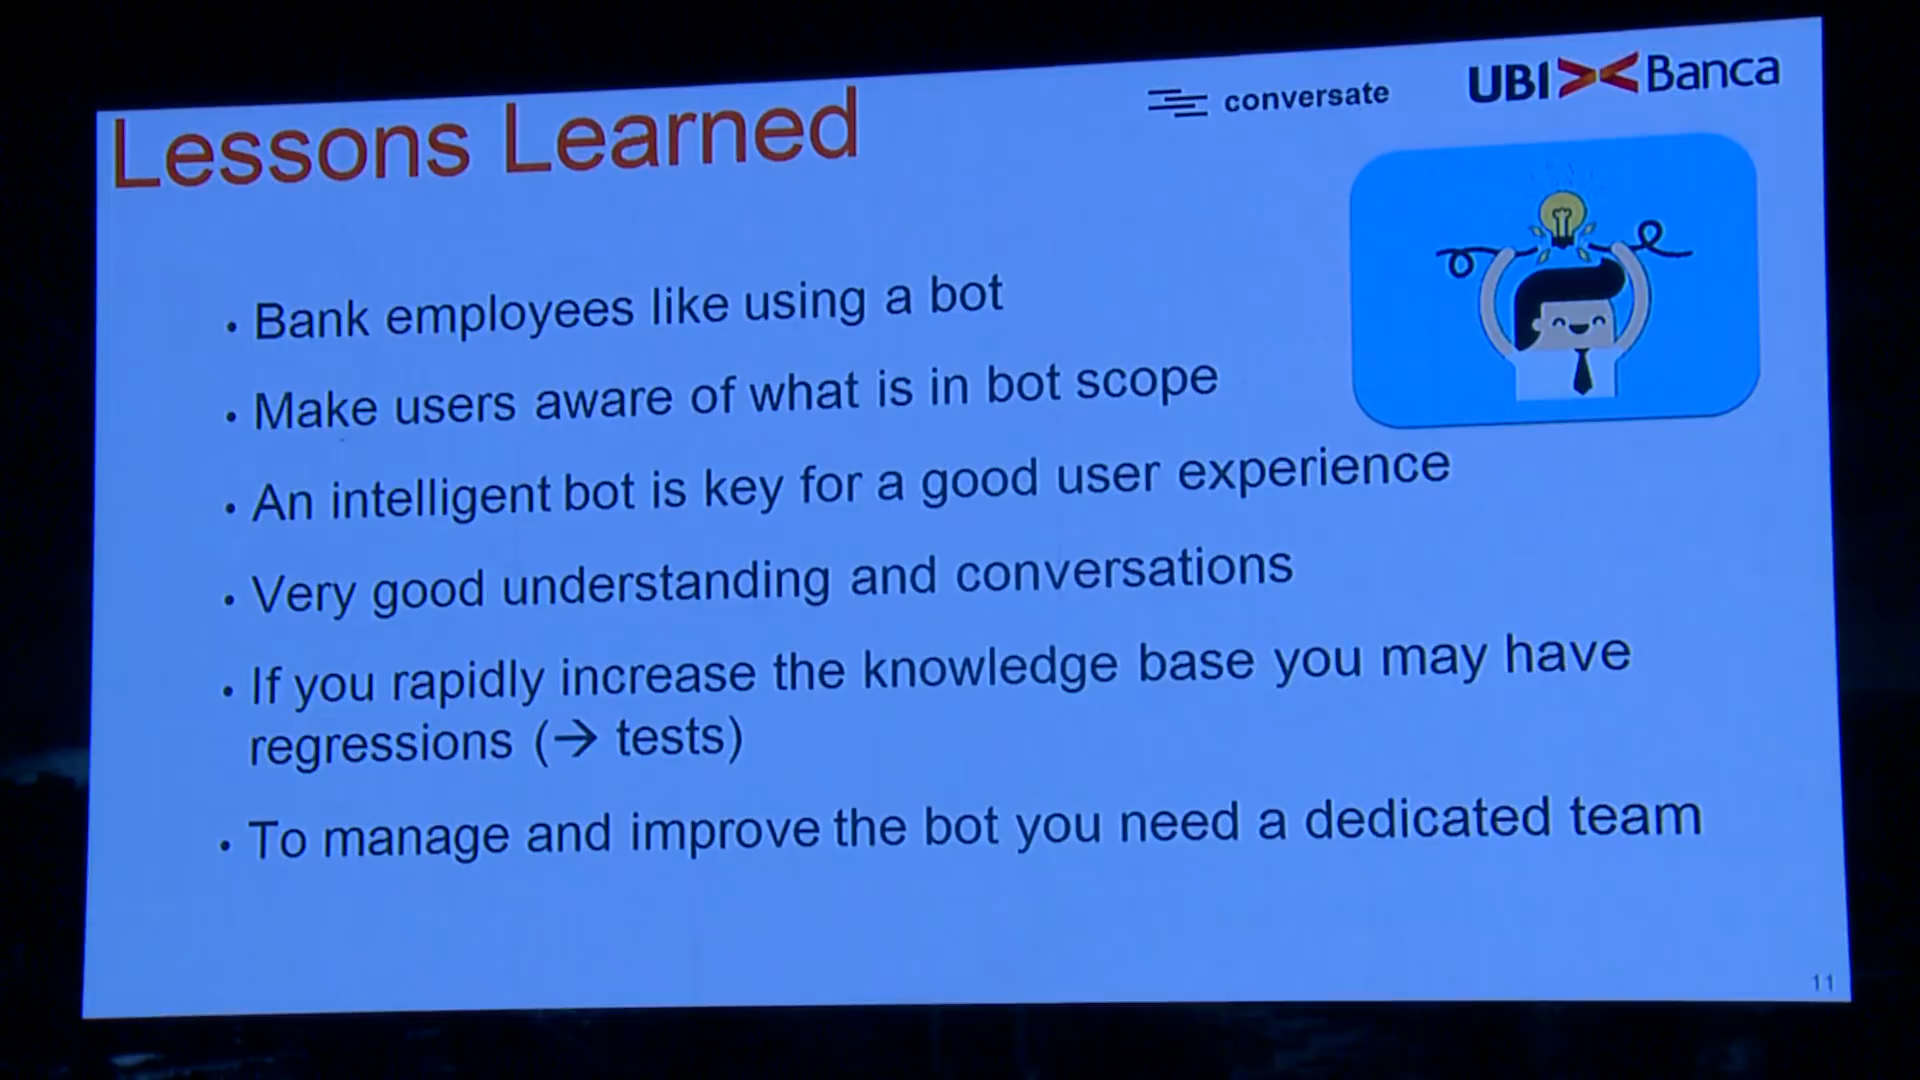 conversate
UBI Banca
Lessons Learned
• Bank employees like using a bot
• Make users aware of what is in bot scope
• An intelligent bot is key for a good user experience
• Very good understanding and conversations
• If you rapidly increase the knowledge base you may have
regressions (→ tests)
• To manage and improve the bot you need a dedicated team
11